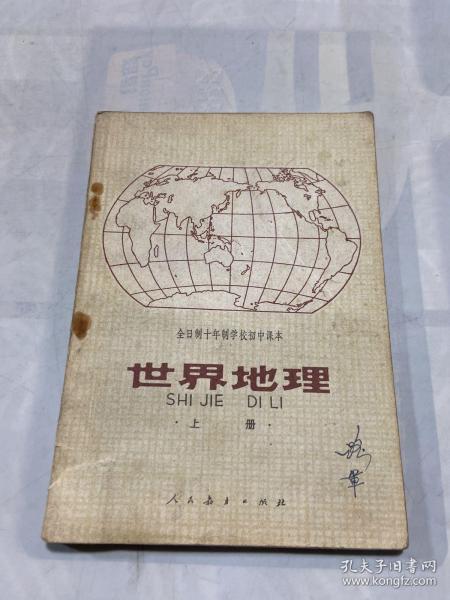 全日制十年制学校初中课本
世界地理
SHI JIE DI LI
·上 册·
人民教育出版社
孔夫子旧书网
www.kongfz.com